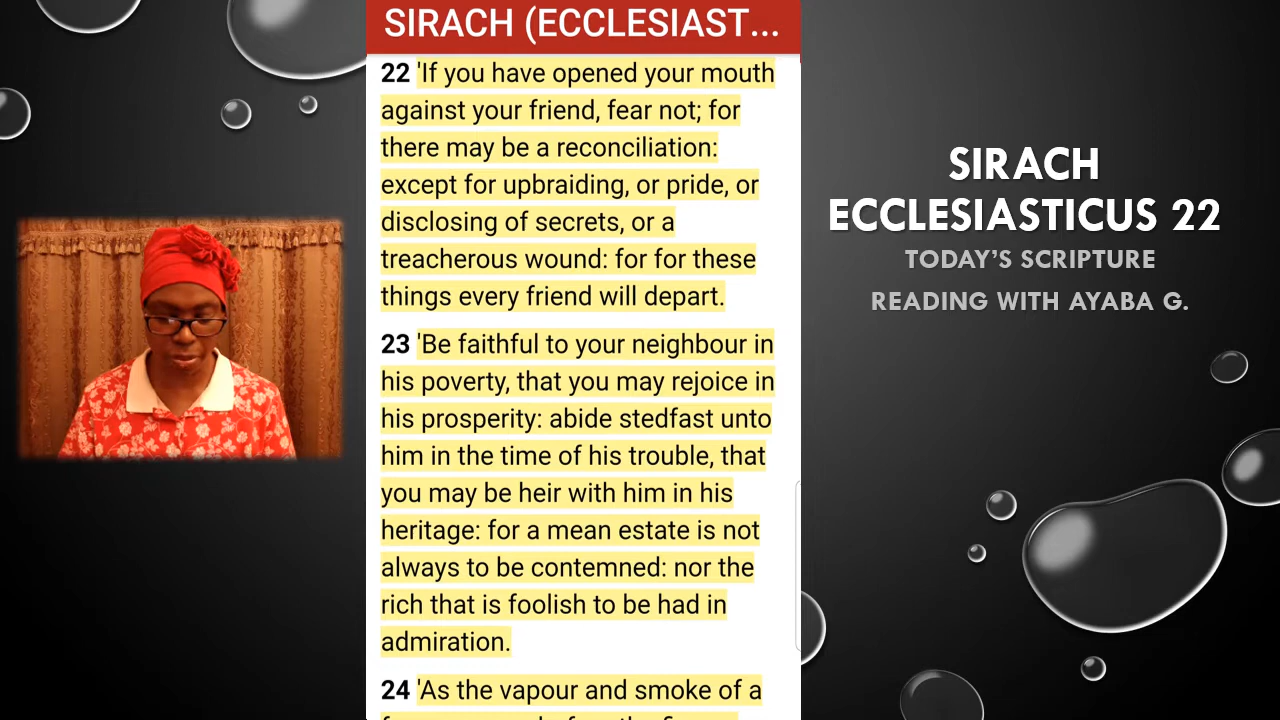 SIRACH (ECCLESIAST...
22 'If you have opened your mouth
against your friend, fear not; for
there may be a reconciliation:
except for upbraiding, or pride, or
disclosing of secrets, or a
treacherous wound: for for these
things every friend will depart.
23 'Be faithful to your neighbour in
his poverty, that you may rejoice in
his prosperity: abide stedfast unto
him in the time of his trouble, that
you may be heir with him in his
heritage: for a mean estate is not
always to be contemned: nor the
rich that is foolish to be had in
admiration.
24 'As the vapour and smoke of a
SIRACH
ECCLESIASTICUS 22
TODAY'S SCRIPTURE
READING WITH AYABA G.